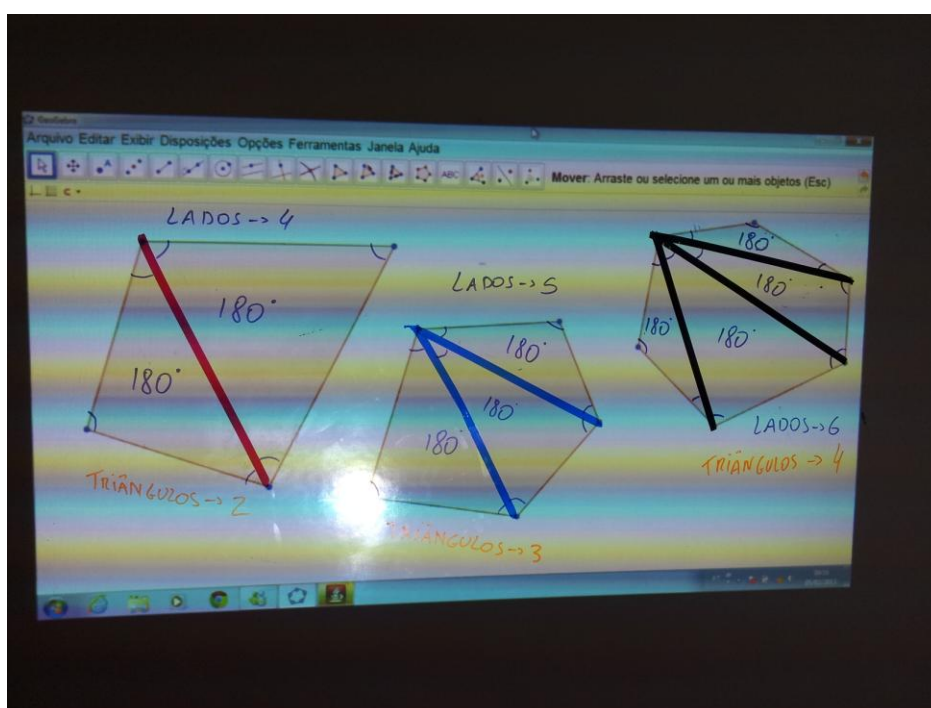 GeoGebra
Arquivo Editar Exibir Disposições Opções Ferramentas Janela Ajuda
ABC
Mover: Arraste ou selecione um ou mais objetos (Esc)
LADOS → 4
180°
180°
TRIÂNGULOS → 2
LADOS → 5
180°
180°
180°
TRIÂNGULOS → 3
180°
180°
180°
180°
LADOS → 6
TRIÂNGULOS → 4